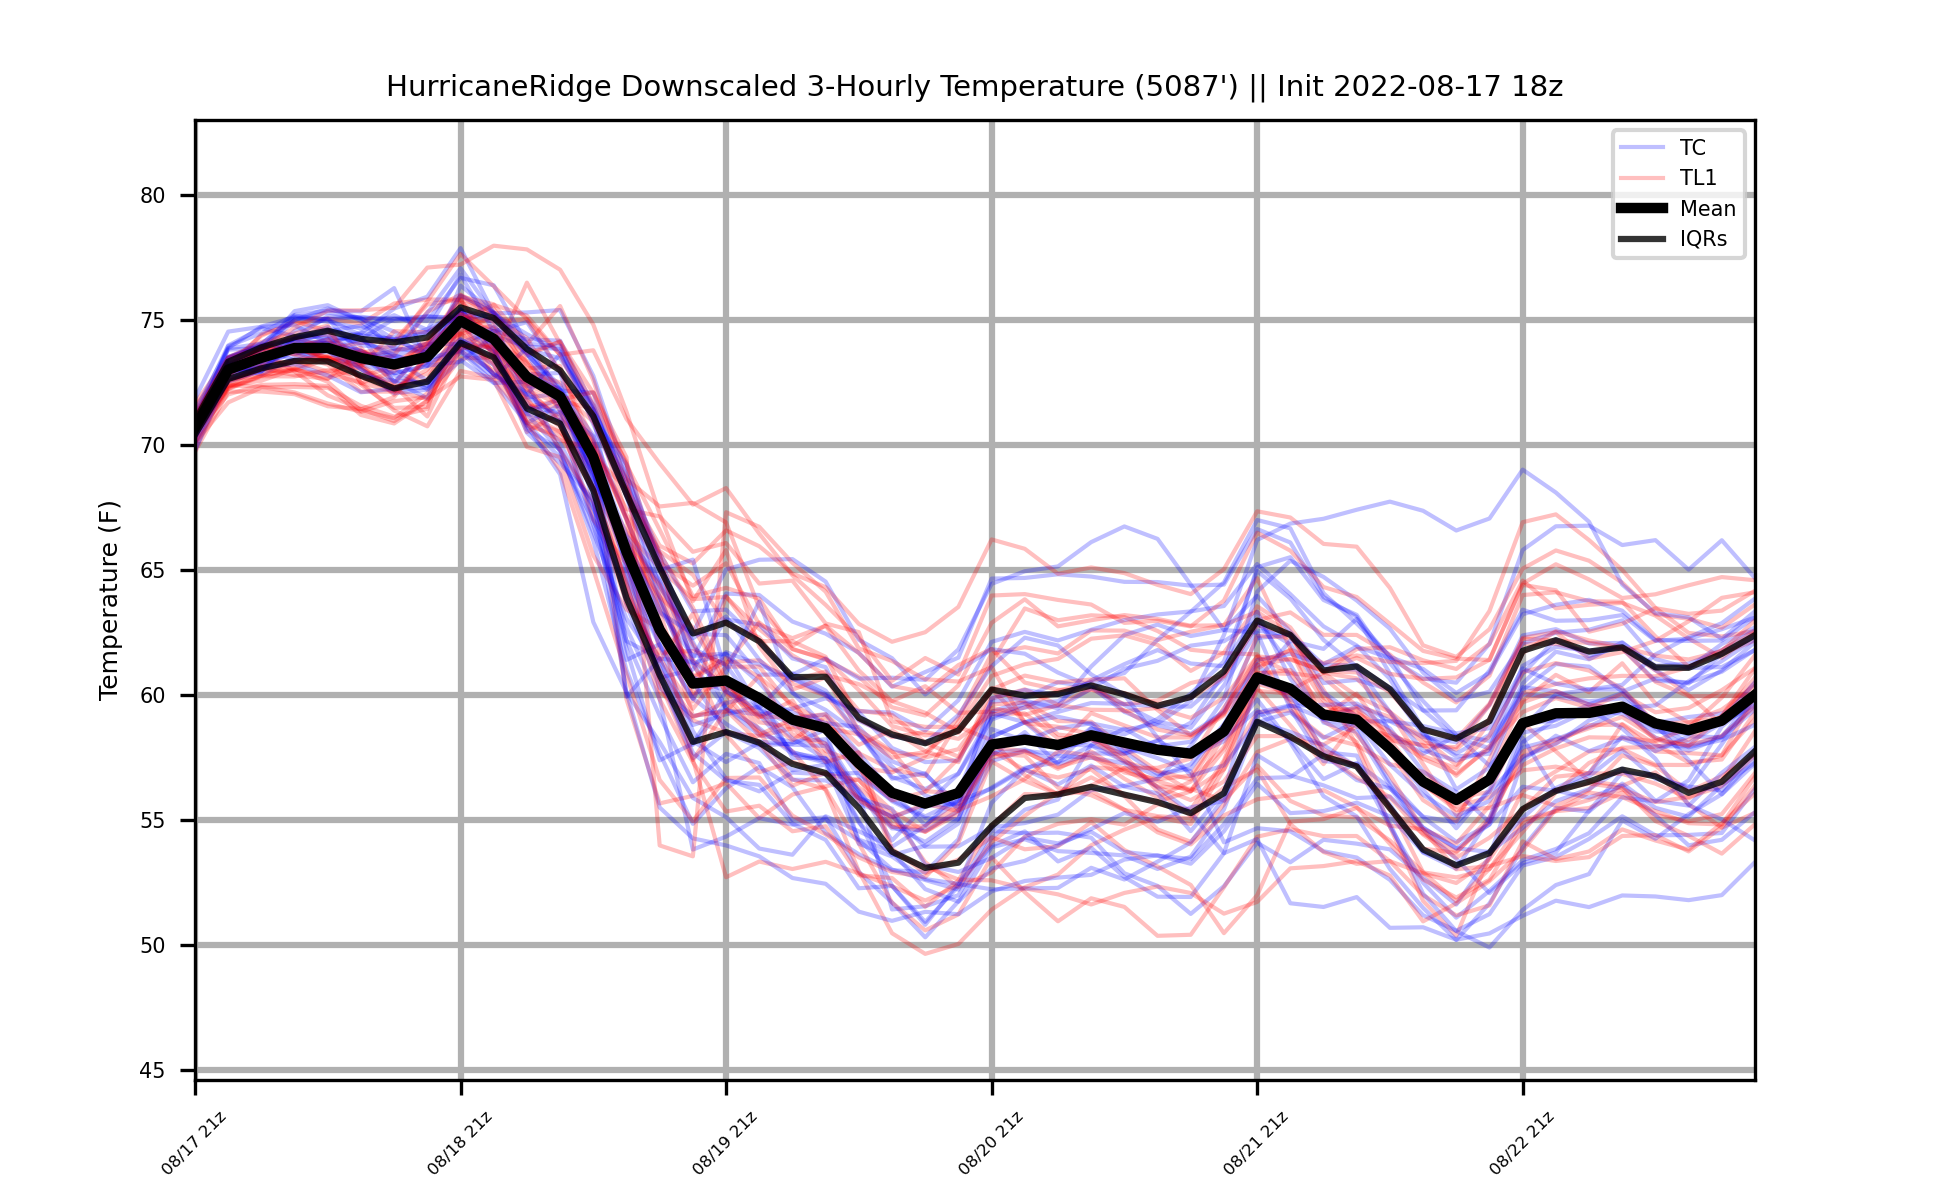 HurricaneRidge Downscaled 3-Hourly Temperature (5087') || Init 2022-08-17 18z
TC
TL1
Mean
IQRs
Temperature (F)
80
75
70
65
60
55
50
45
08/17 21z
08/18 21z
08/19 21z
08/20 21z
08/21 21z
08/22 21z